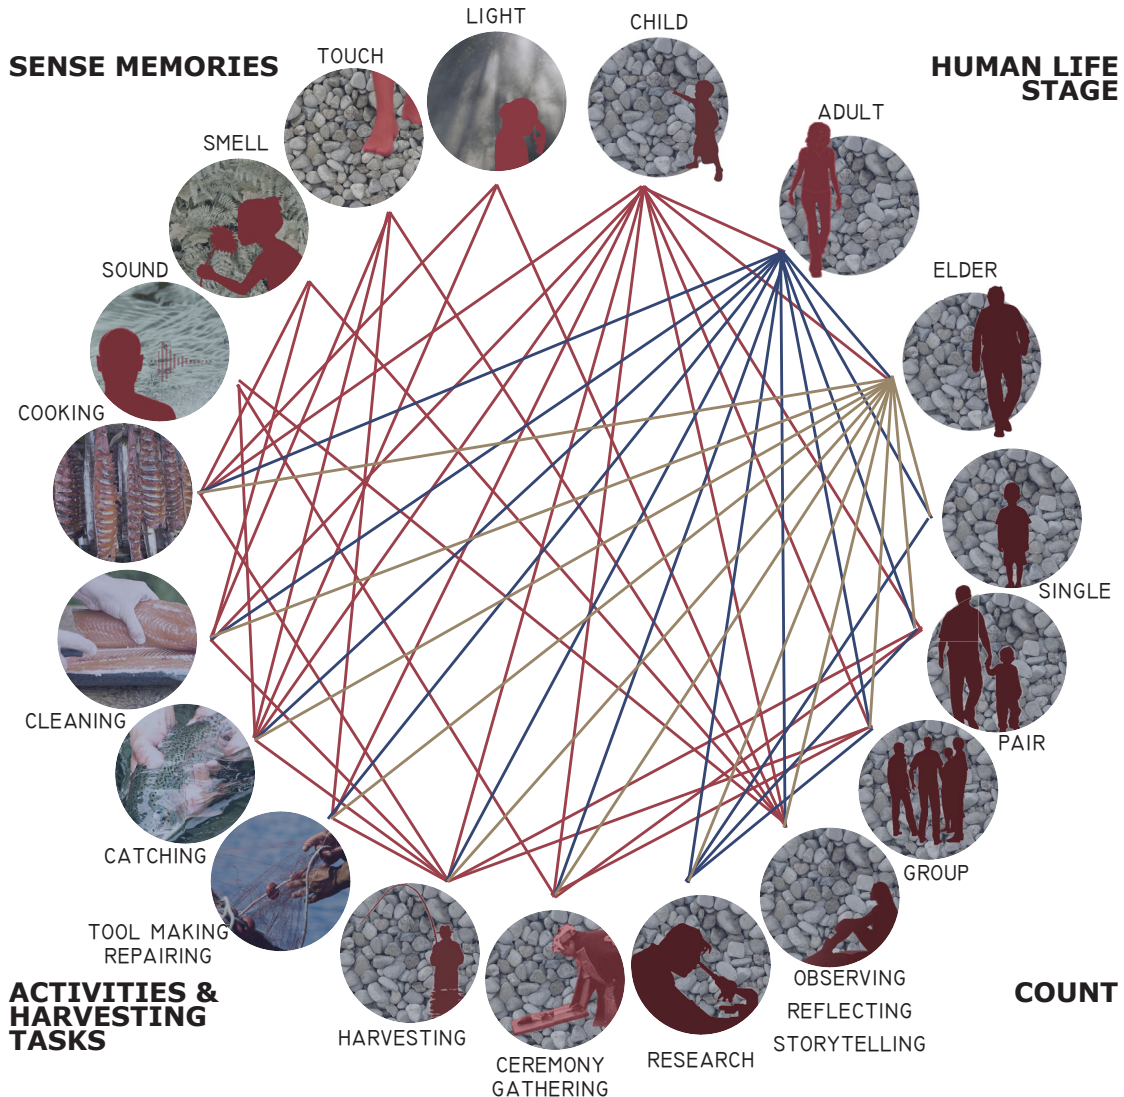 LIGHT
CHILD
TOUCH
SENSE MEMORIES
HUMAN LIFE
STAGE
ADULT
SMELL
SOUND
ELDER
COOKING
SINGLE
CLEANING
PAIR
CATCHING
GROUP
TOOL MAKING
REPAIRING
ACTIVITIES &
HARVESTING
TASKS
HARVESTING
CEREMONY
GATHERING
RESEARCH
OBSERVING
REFLECTING
STORYTELLING
COUNT